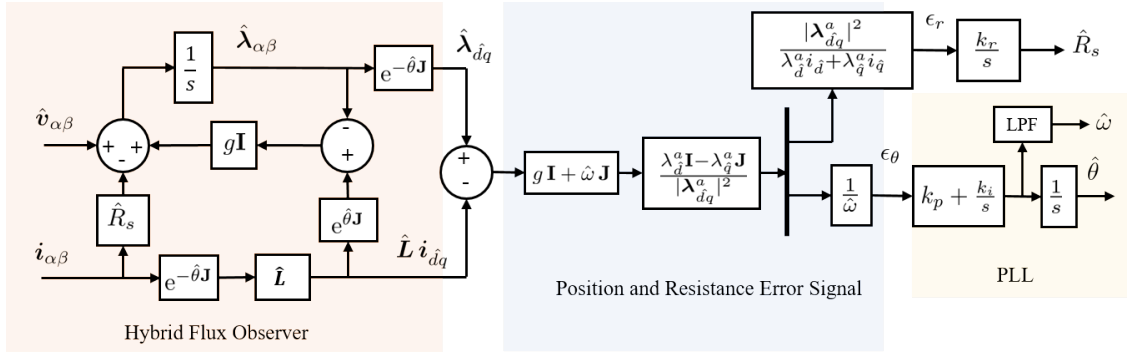 λ̂_αβ
1/s
e^{-θ̂J}
λ̂_d̂q
v̂_αβ
+ + -
gI
- +
R̂_s
e^{θ̂J}
i_αβ
e^{-θ̂J}
L̂
L̂ i_d̂q
+ -
Hybrid Flux Observer
g I + ω̂ J
λ^a_d̂ I − λ^a_q̂ J / |λ^a_d̂q|^2
|λ^a_d̂q|^2 / λ^a_d̂ i_d̂ + λ^a_q̂ i_q̂
ϵ_r
k_r/s
R̂_s
1/ω̂
ϵ_θ
Position and Resistance Error Signal
LPF
ω̂
k_p + k_i/s
1/s
θ̂
PLL